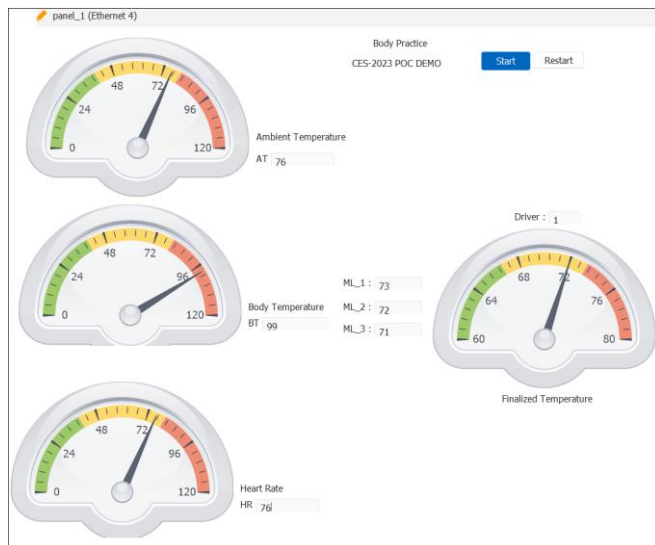 panel_1 (Ethernet 4)
Body Practice
CES-2023 POC DEMO
Start
Restart
0
24
48
72
96
120
Ambient Temperature
AT 76
0
24
48
72
96
120
Body Temperature
BT 99
ML_1 : 73
ML_2 : 72
ML_3 : 71
Driver : 1
60
64
68
72
76
80
Finalized Temperature
0
24
48
72
96
120
Heart Rate
HR 76